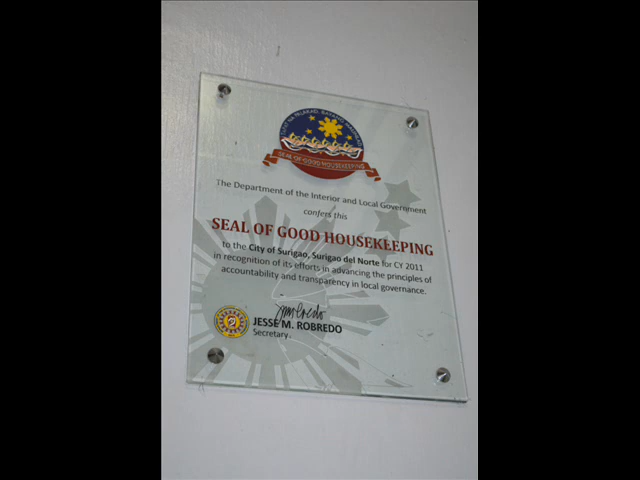 SEAL OF GOOD HOUSEKEEPING
The Department of the Interior and Local Government
confers this
SEAL OF GOOD HOUSEKEEPING
to the City of Surigao, Surigao del Norte for CY 2011
in recognition of its efforts in advancing the principles of
accountability and transparency in local governance.
JESSE M. ROBREDO
Secretary